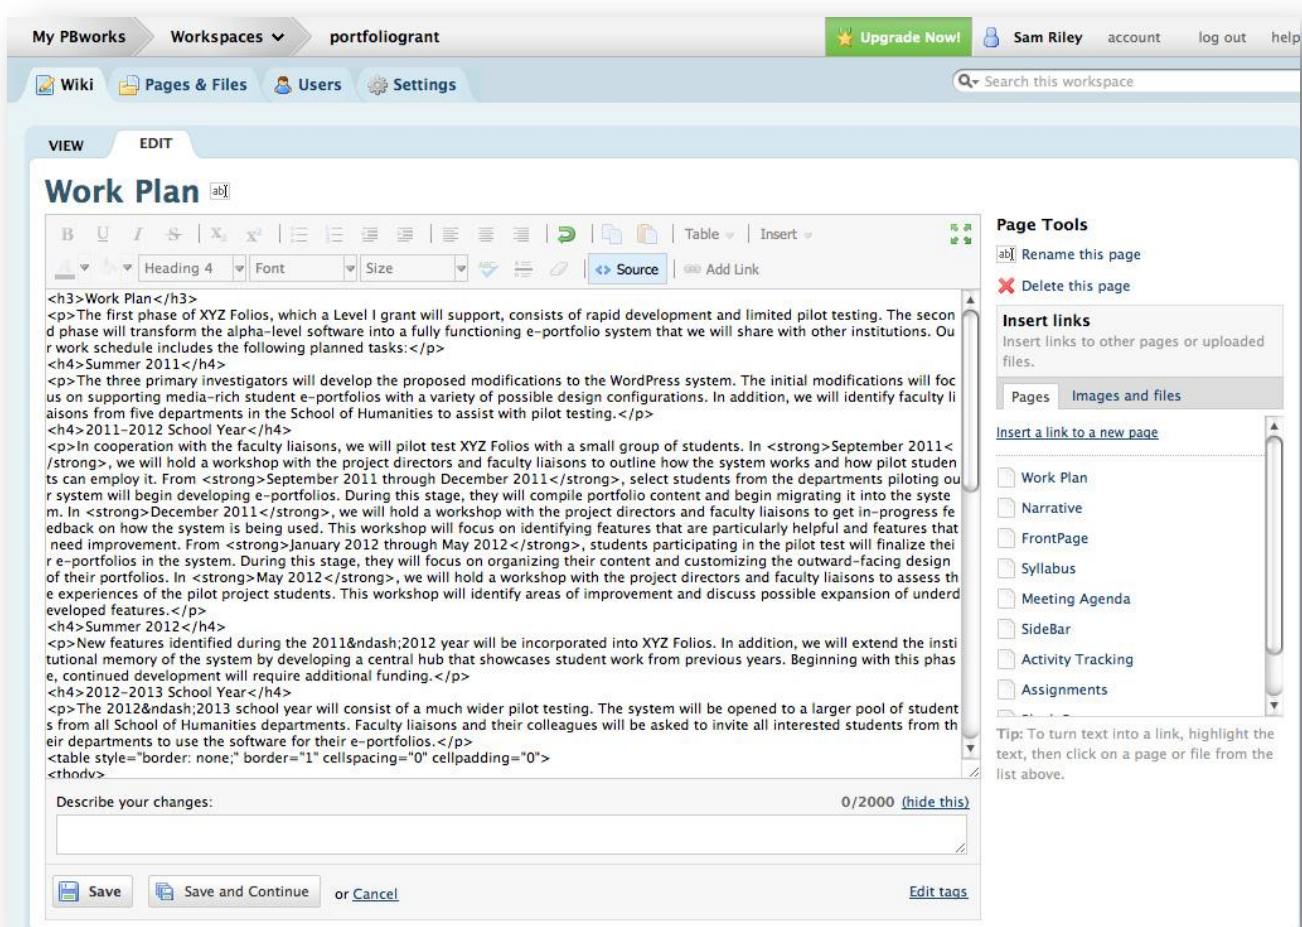 My PBworks Workspaces portfoliogrant Upgrade Now! Sam Riley account log out help
Wiki Pages & Files Users Settings Search this workspace
VIEW EDIT
Work Plan ab
B U I S X₂ x² Table Insert
Heading 4 Font Size ABC <> Source Add Link
<h3>Work Plan</h3>
<p>The first phase of XYZ Folios, which a Level I grant will support, consists of rapid development and limited pilot testing. The secon
d phase will transform the alpha-level software into a fully functioning e-portfolio system that we will share with other institutions. Ou
r work schedule includes the following planned tasks:</p>
<h4>Summer 2011</h4>
<p>The three primary investigators will develop the proposed modifications to the WordPress system. The initial modifications will foc
us on supporting media-rich student e-portfolios with a variety of possible design configurations. In addition, we will identify faculty li
aisons from five departments in the School of Humanities to assist with pilot testing.</p>
<h4>2011-2012 School Year</h4>
<p>In cooperation with the faculty liaisons, we will pilot test XYZ Folios with a small group of students. In <strong>September 2011<
/strong>, we will hold a workshop with the project directors and faculty liaisons to outline how the system works and how pilot studen
ts can employ it. From <strong>September 2011 through December 2011</strong>, select students from the departments piloting ou
r system will begin developing e-portfolios. During this stage, they will compile portfolio content and begin migrating it into the syste
m. In <strong>December 2011</strong>, we will hold a workshop with the project directors and faculty liaisons to get in-progress fe
edback on how the system is being used. This workshop will focus on identifying features that are particularly helpful and features that
need improvement. From <strong>January 2012 through May 2012</strong>, students participating in the pilot test will finalize thei
r e-portfolios in the system. During this stage, they will focus on organizing their content and customizing the outward-facing design
of their portfolios. In <strong>May 2012</strong>, we will hold a workshop with the project directors and faculty liaisons to assess th
e experiences of the pilot project students. This workshop will identify areas of improvement and discuss possible expansion of underd
eveloped features.</p>
<h4>Summer 2012</h4>
<p>New features identified during the 2011&ndash;2012 year will be incorporated into XYZ Folios. In addition, we will extend the insti
tutional memory of the system by developing a central hub that showcases student work from previous years. Beginning with this phas
e, continued development will require additional funding.</p>
<h4>2012-2013 School Year</h4>
<p>The 2012&ndash;2013 school year will consist of a much wider pilot testing. The system will be opened to a larger pool of student
s from all School of Humanities departments. Faculty liaisons and their colleagues will be asked to invite all interested students from th
eir departments to use the software for their e-portfolios.</p>
<table style="border: none;" border="1" cellspacing="0" cellpadding="0">
<tbody>
Describe your changes: 0/2000 (hide this)
Save Save and Continue or Cancel Edit tags
Page Tools
ab Rename this page
Delete this page
Insert links
Insert links to other pages or uploaded
files.
Pages Images and files
Insert a link to a new page
Work Plan
Narrative
FrontPage
Syllabus
Meeting Agenda
SideBar
Activity Tracking
Assignments
Tip: To turn text into a link, highlight the
text, then click on a page or file from the
list above.